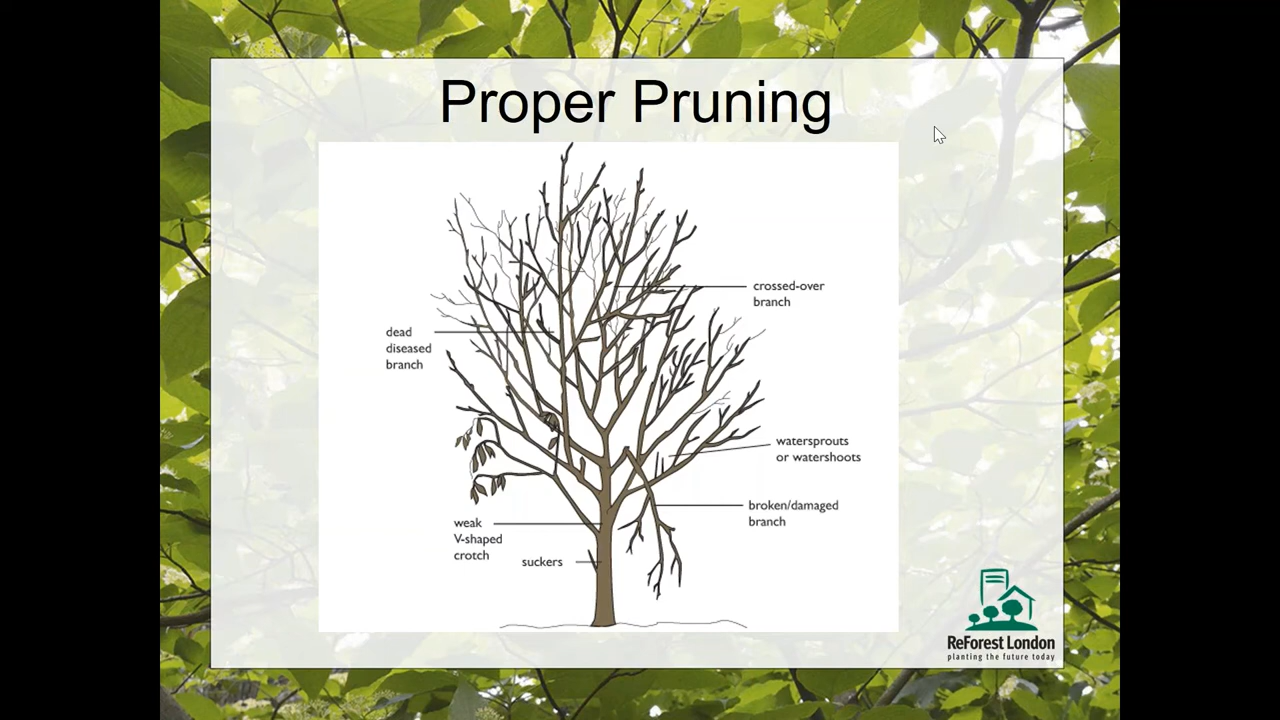 Proper Pruning
crossed-over
branch
dead
diseased
branch
watersprouts
or watershoots
broken/damaged
branch
weak
V-shaped
crotch
suckers
ReForest London
planting the future today